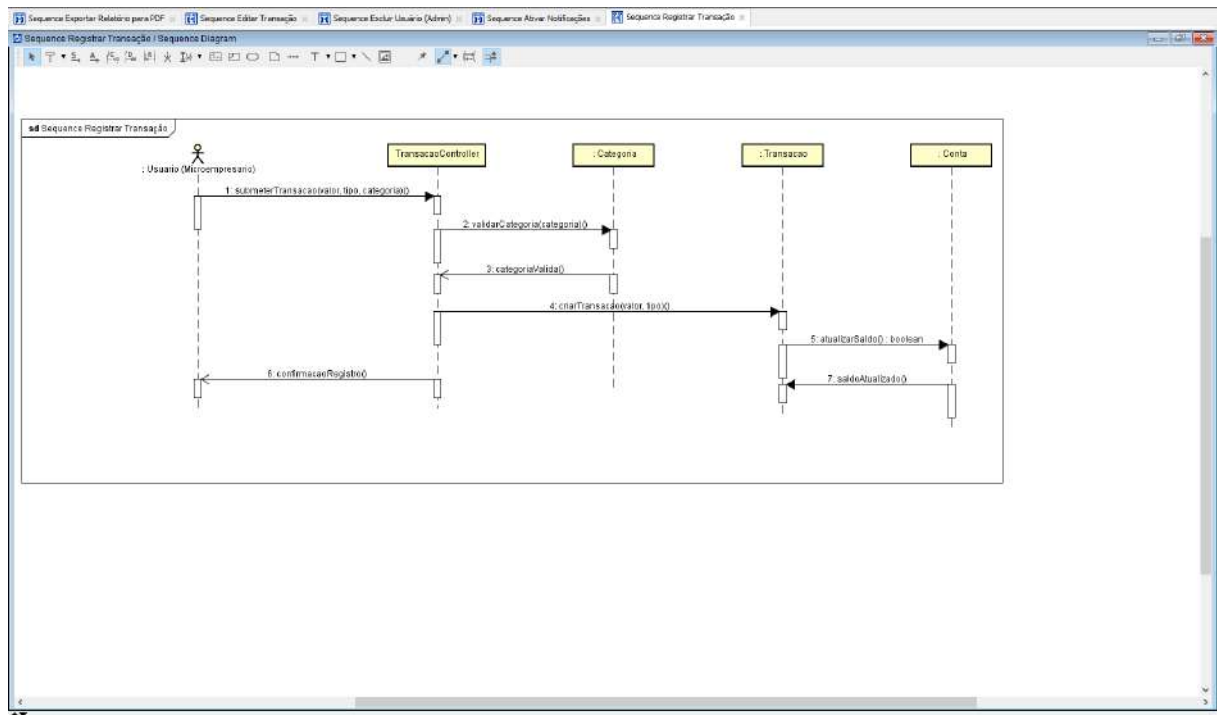 Sequence Exportar Relatório para PDF
Sequence Editar Transação
Sequence Excluir Usuário (Admin)
Sequence Ativar Notificações
Sequence Registrar Transação
Sequence Registrar Transação / Sequence Diagram
sd Sequence Registrar Transação
: Usuario (Microempresario)
TransacaoController
: Categoria
: Transacao
: Conta
1: submeterTransacao(valor, tipo, categoria)()
2: validarCategoria(categoria)()
3: categoriaValida()
4: criarTransacao(valor, tipo)()
5: atualizarSaldo() : boolean
6: confirmacaoRegistro()
7: saldoAtualizado()